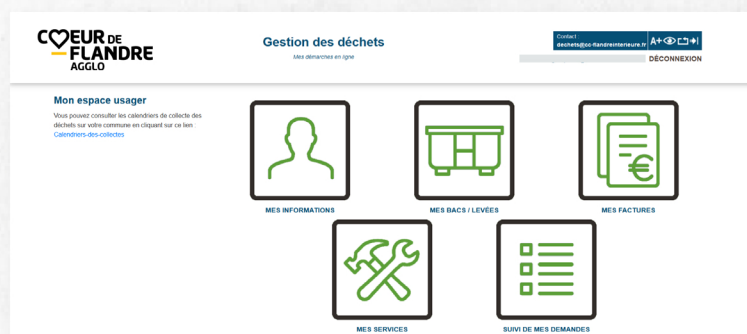 CŒUR DE
FLANDRE
AGGLO
Gestion des déchets
Mes démarches en ligne
Contact :
dechets@cc-flandreinterieure.fr
A+
DÉCONNEXION
Mon espace usager
Vous pouvez consulter les calendriers de collecte des
déchets sur votre commune en cliquant sur ce lien :
Calendriers-des-collectes
MES INFORMATIONS
MES BACS / LEVÉES
MES FACTURES
MES SERVICES
SUIVI DE MES DEMANDES